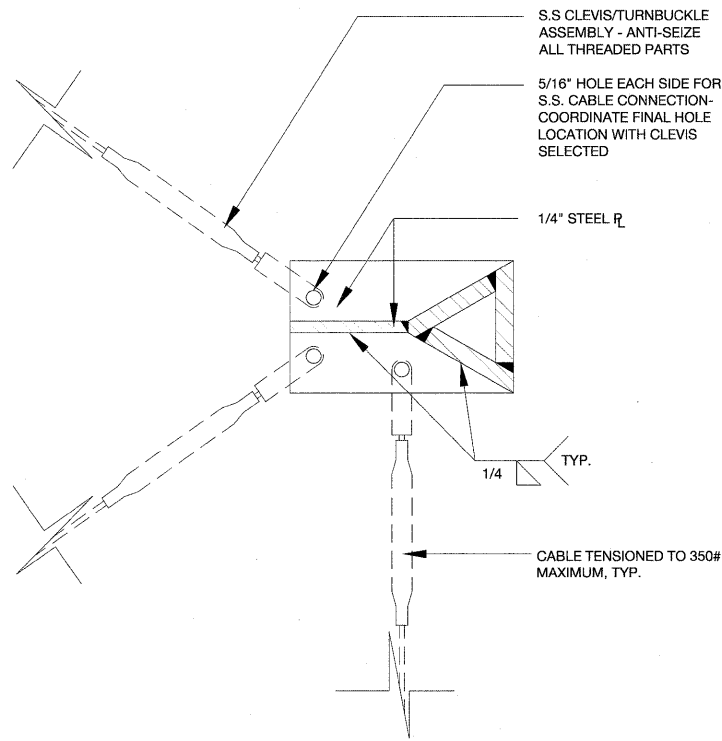 S.S CLEVIS/TURNBUCKLE
ASSEMBLY - ANTI-SEIZE
ALL THREADED PARTS
5/16" HOLE EACH SIDE FOR
S.S. CABLE CONNECTION-
COORDINATE FINAL HOLE
LOCATION WITH CLEVIS
SELECTED
1/4" STEEL PL
TYP.
1/4
CABLE TENSIONED TO 350#
MAXIMUM, TYP.